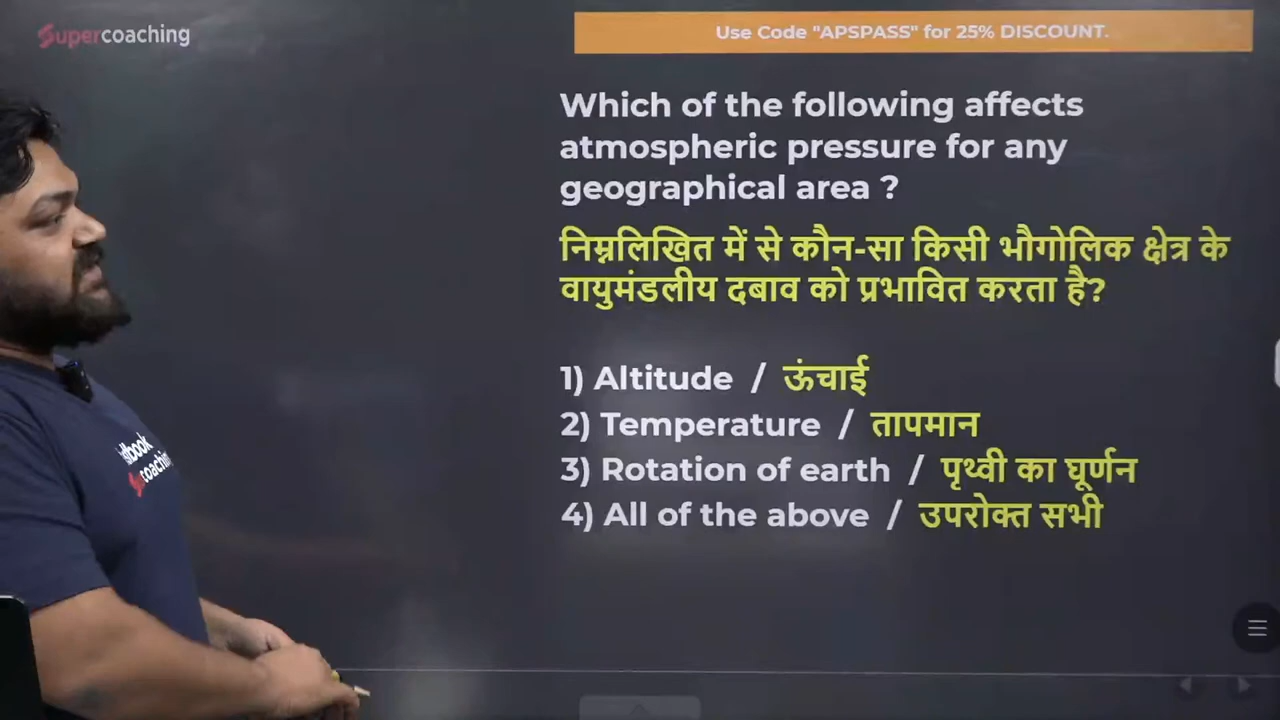 Supercoaching
Use Code "APSPASS" for 25% DISCOUNT.
Which of the following affects
atmospheric pressure for any
geographical area ?
निम्नलिखित में से कौन-सा किसी भौगोलिक क्षेत्र के
वायुमंडलीय दबाव को प्रभावित करता है?
1) Altitude / ऊंचाई
2) Temperature / तापमान
3) Rotation of earth / पृथ्वी का घूर्णन
4) All of the above / उपरोक्त सभी